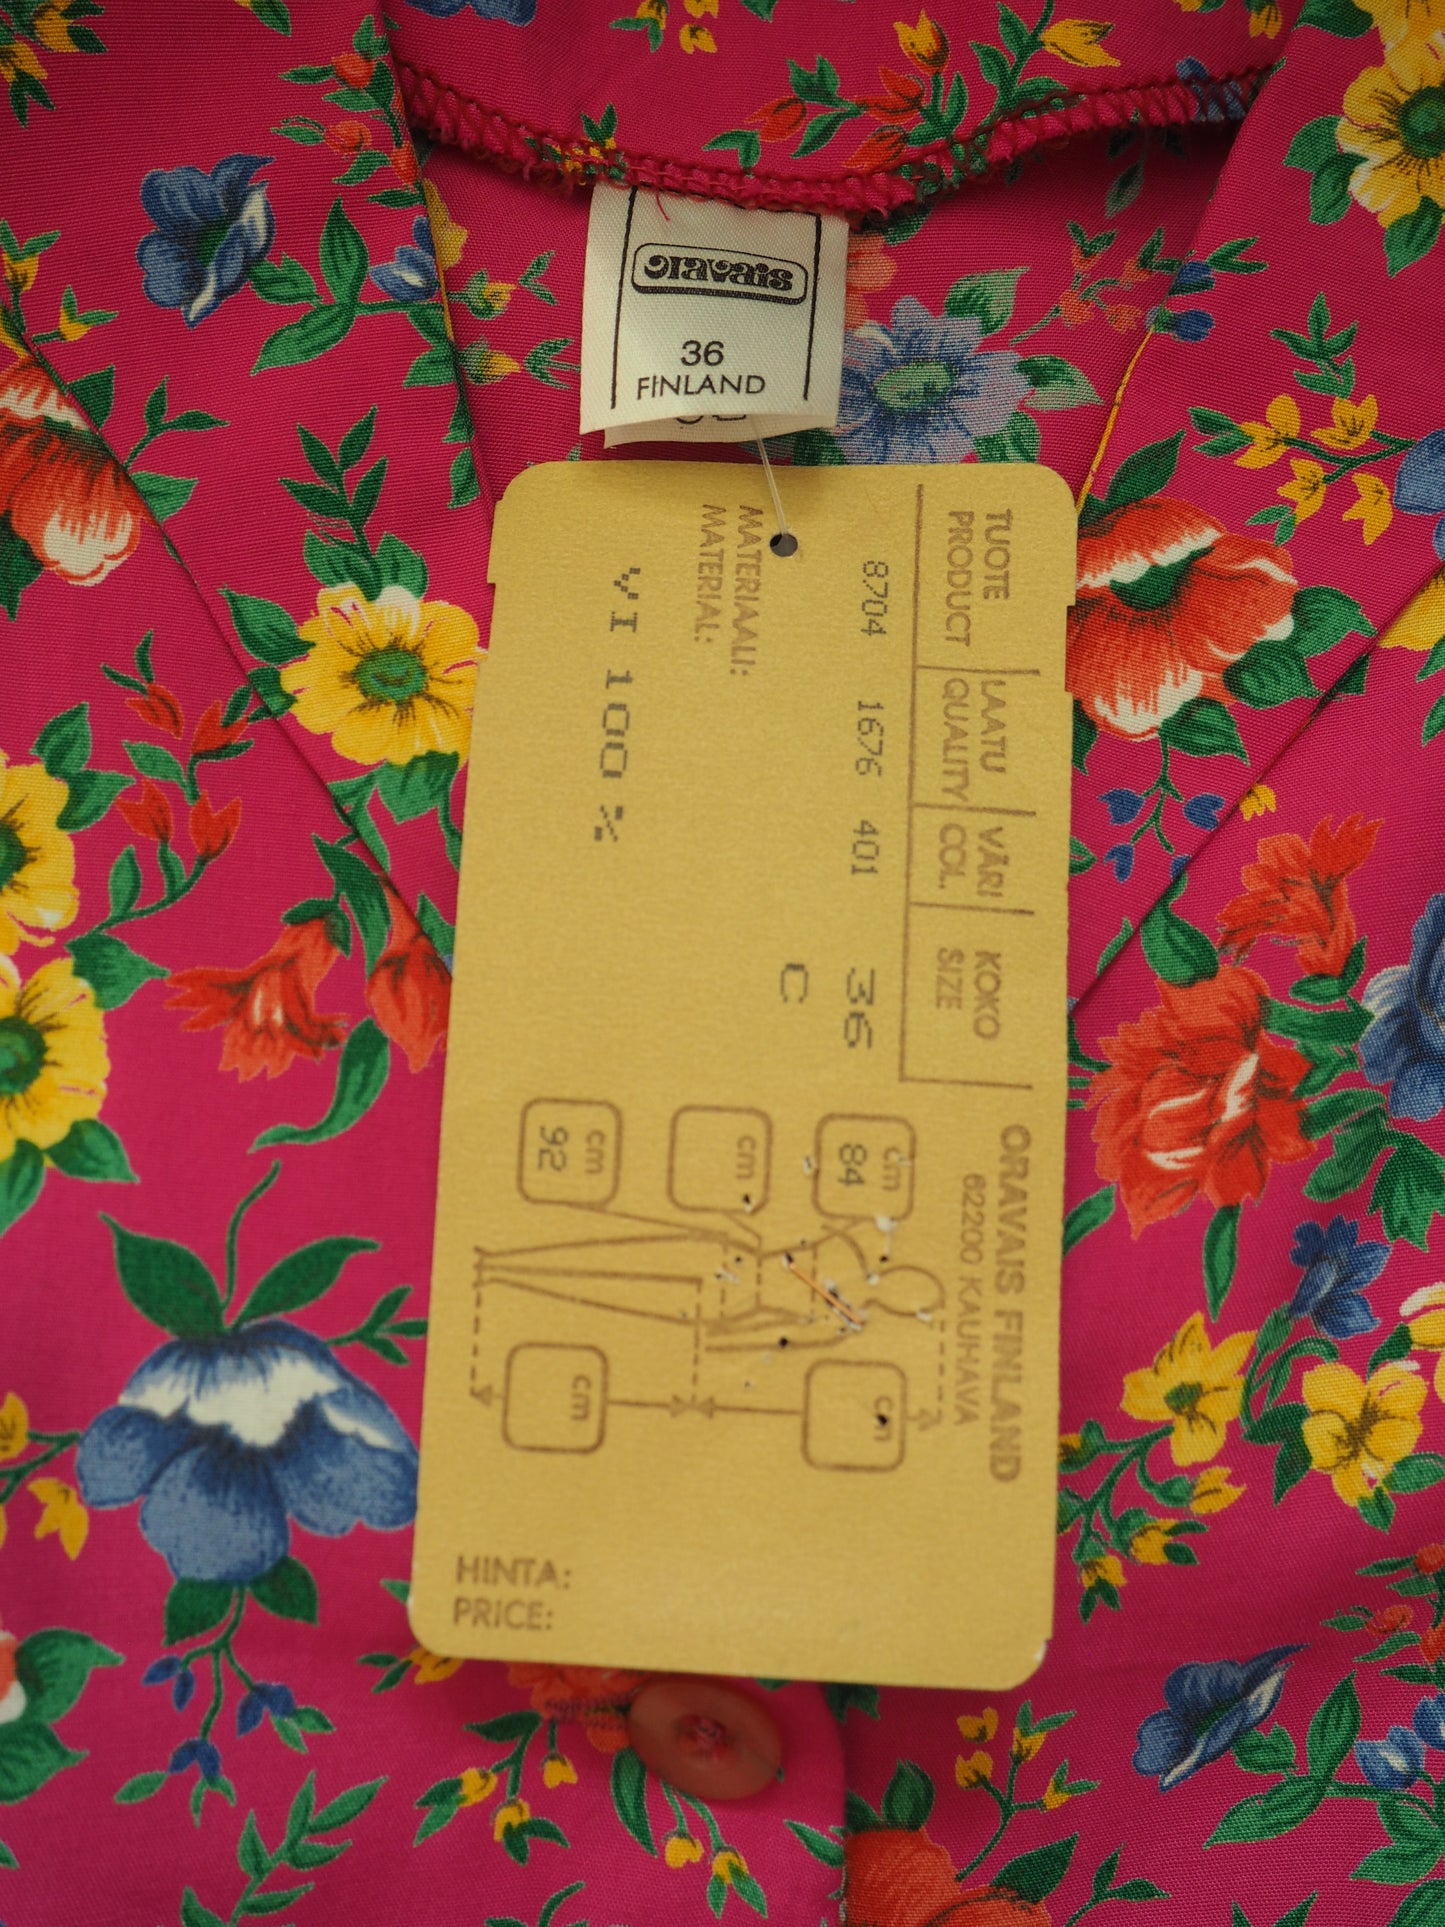 Oravais
36
FINLAND
TUOTE LAATU VÄRI KOKO
PRODUCT QUALITY COL. SIZE
8704 1676 401 36
C
MATERIAALI:
MATERIAL:
VI 100 %
ORAVAIS FINLAND
62200 KAUHAVA
cm
84
cm
cm
92
cm
cm
HINTA:
PRICE: